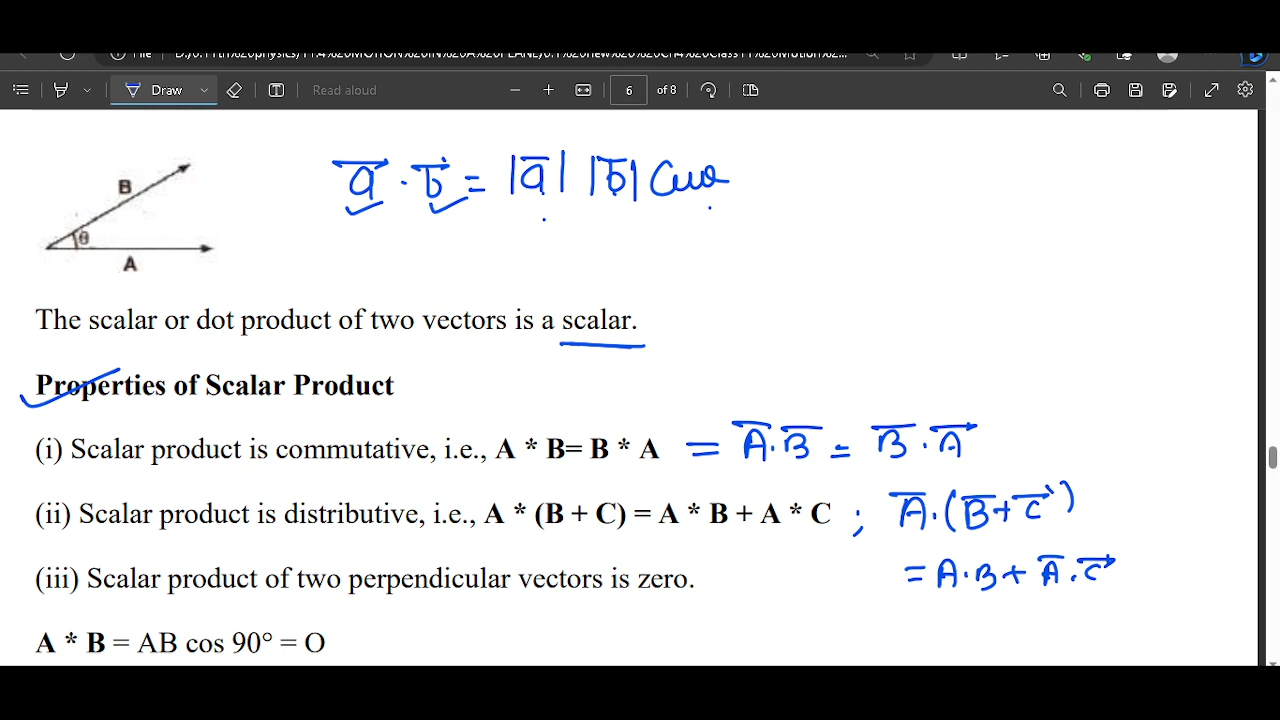 Draw
Read aloud
6 of 8
B
θ
A
a⃗ · b⃗ = |a⃗| |b⃗| Cosθ
The scalar or dot product of two vectors is a scalar.
Properties of Scalar Product
(i) Scalar product is commutative, i.e., A * B= B * A = A⃗·B⃗ = B⃗·A⃗
(ii) Scalar product is distributive, i.e., A * (B + C) = A * B + A * C ; A⃗·(B⃗+C⃗)
= A·B + A⃗·C⃗
(iii) Scalar product of two perpendicular vectors is zero.
A * B = AB cos 90° = O